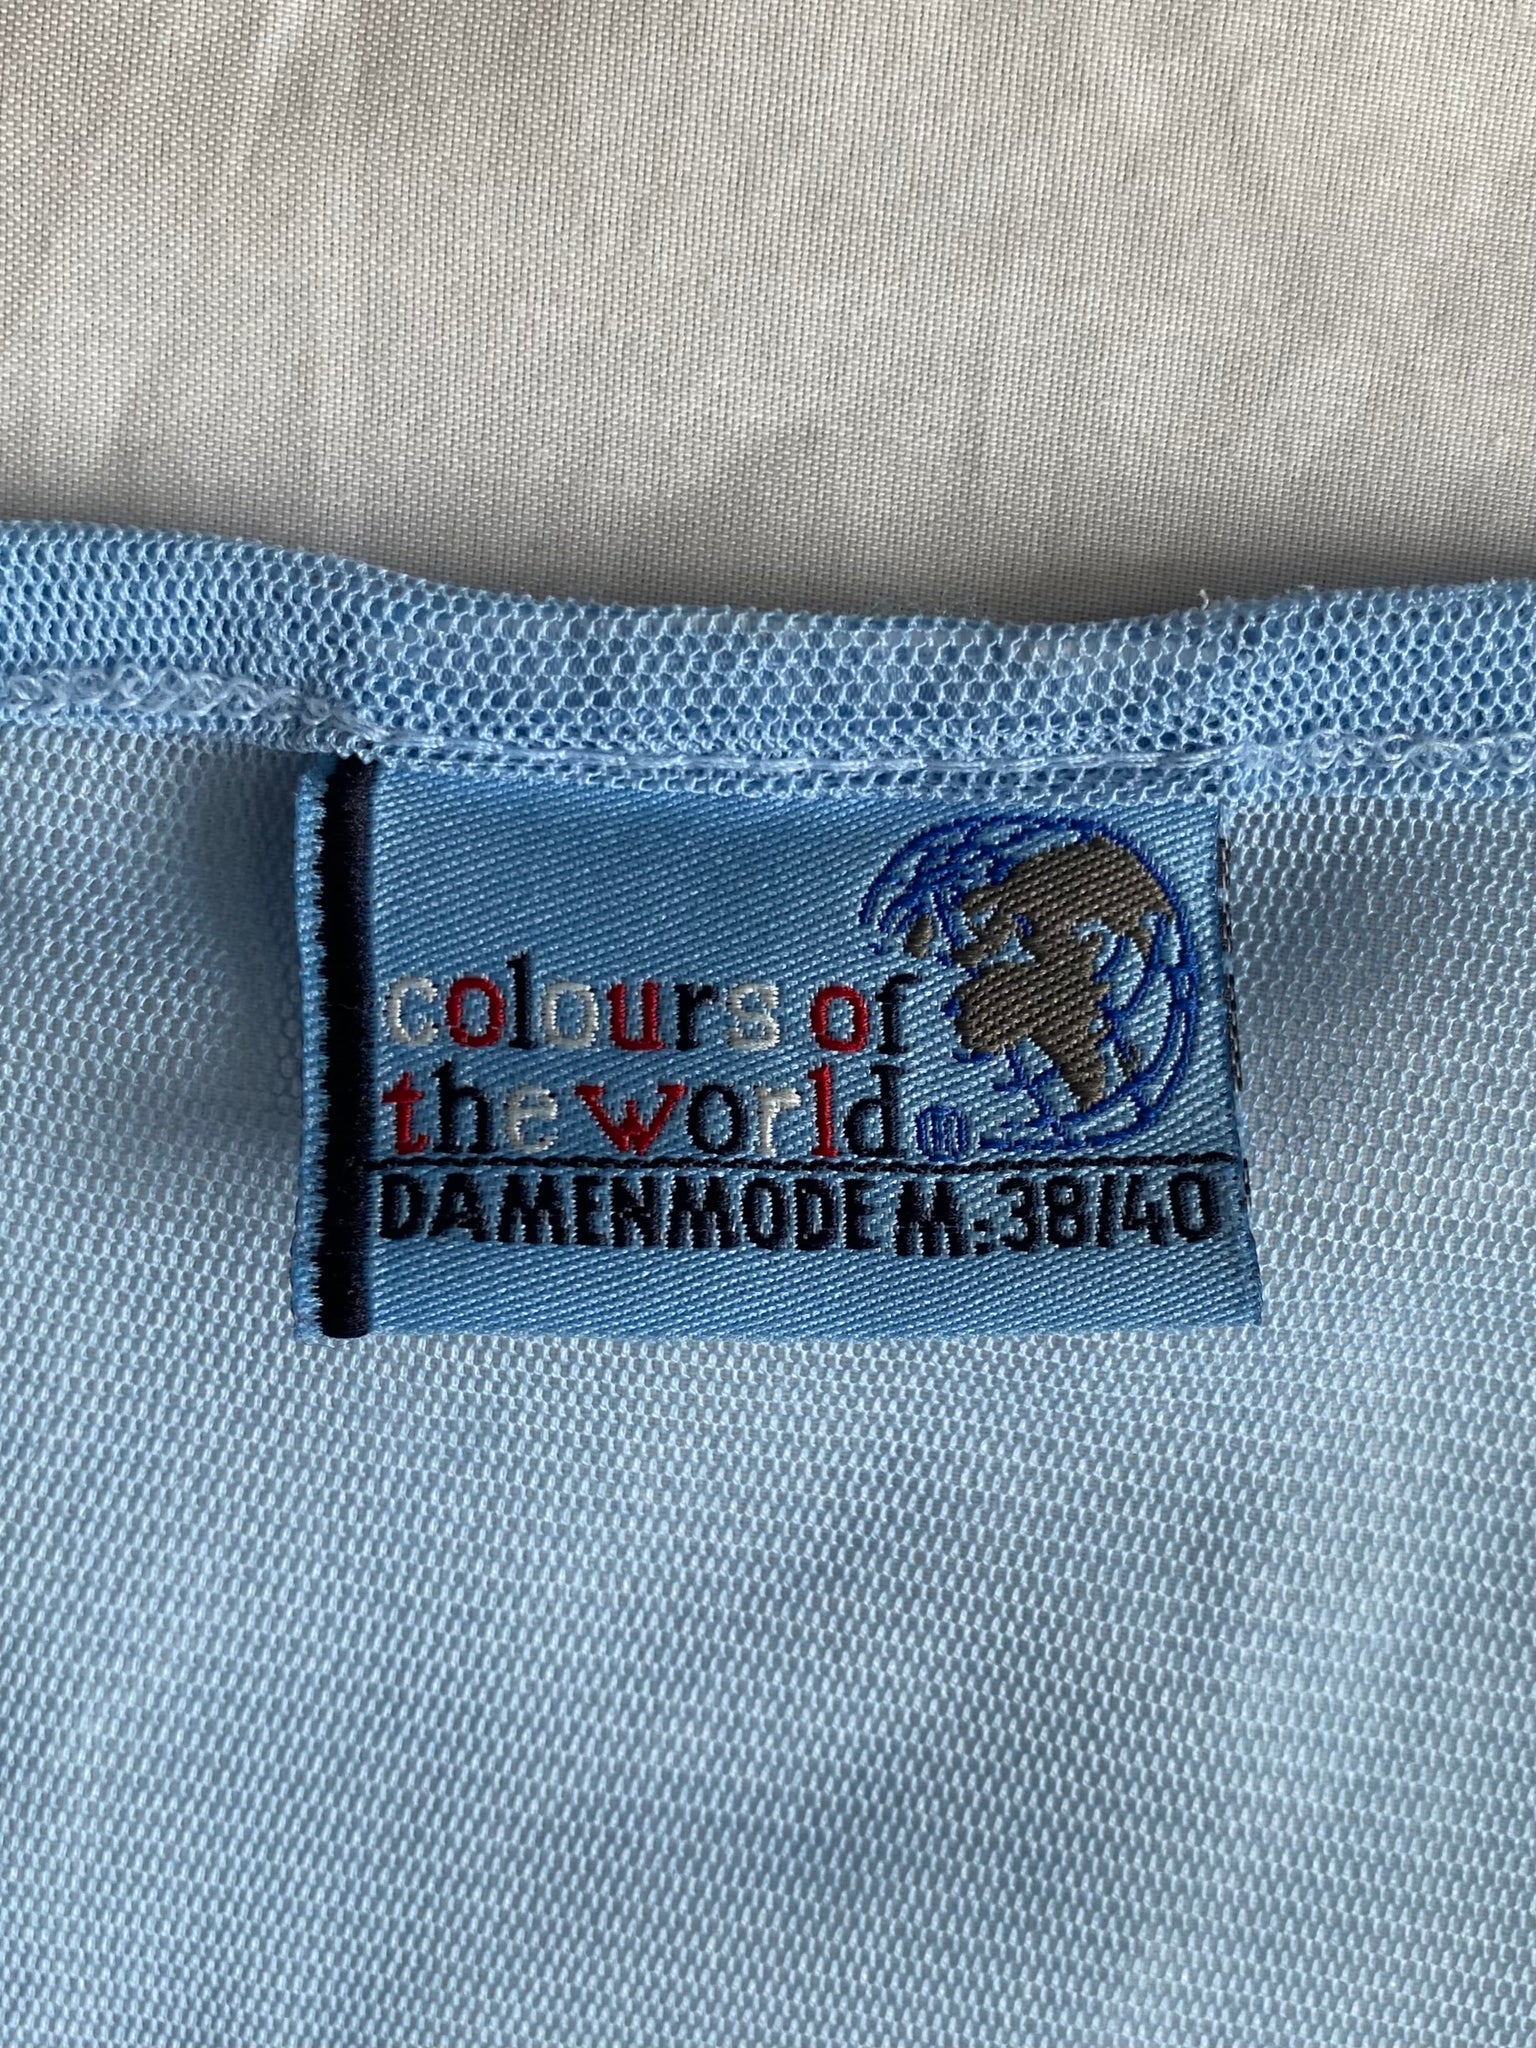 colours of
the world
DAMENMODE M:38/40